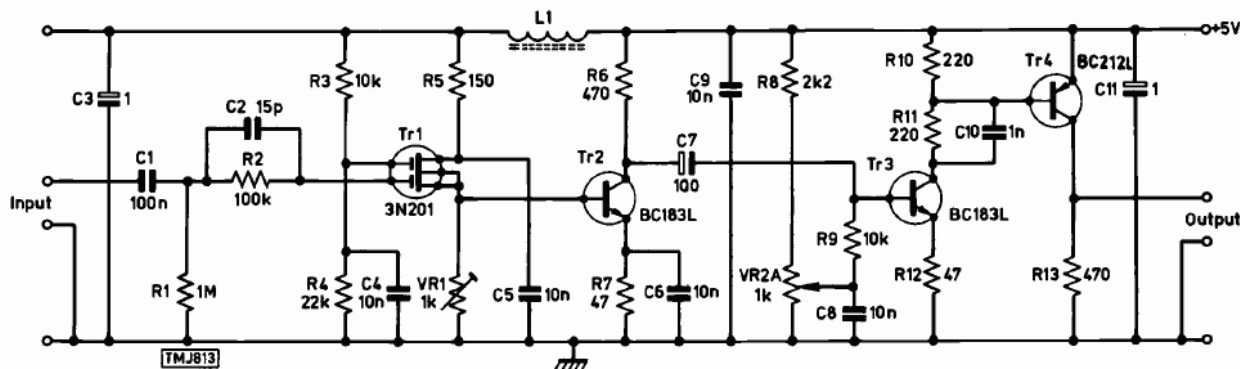 L1
+5V
R3
10k
R5
150
R6
470
C9
10n
R8
2k2
R10
220
Tr4
BC212L
C3
1
C2
15p
C11
1
R11
220
C10
1n
Tr1
C7
C1
R2
Tr2
100
Tr3
100n
100k
3N201
Input
BC183L
BC183L
Output
R9
10k
R1
1M
R4
22k
C4
10n
VR1
1k
C5
10n
R7
47
C6
10n
VR2A
1k
C8
10n
R12
47
R13
470
TMJ813